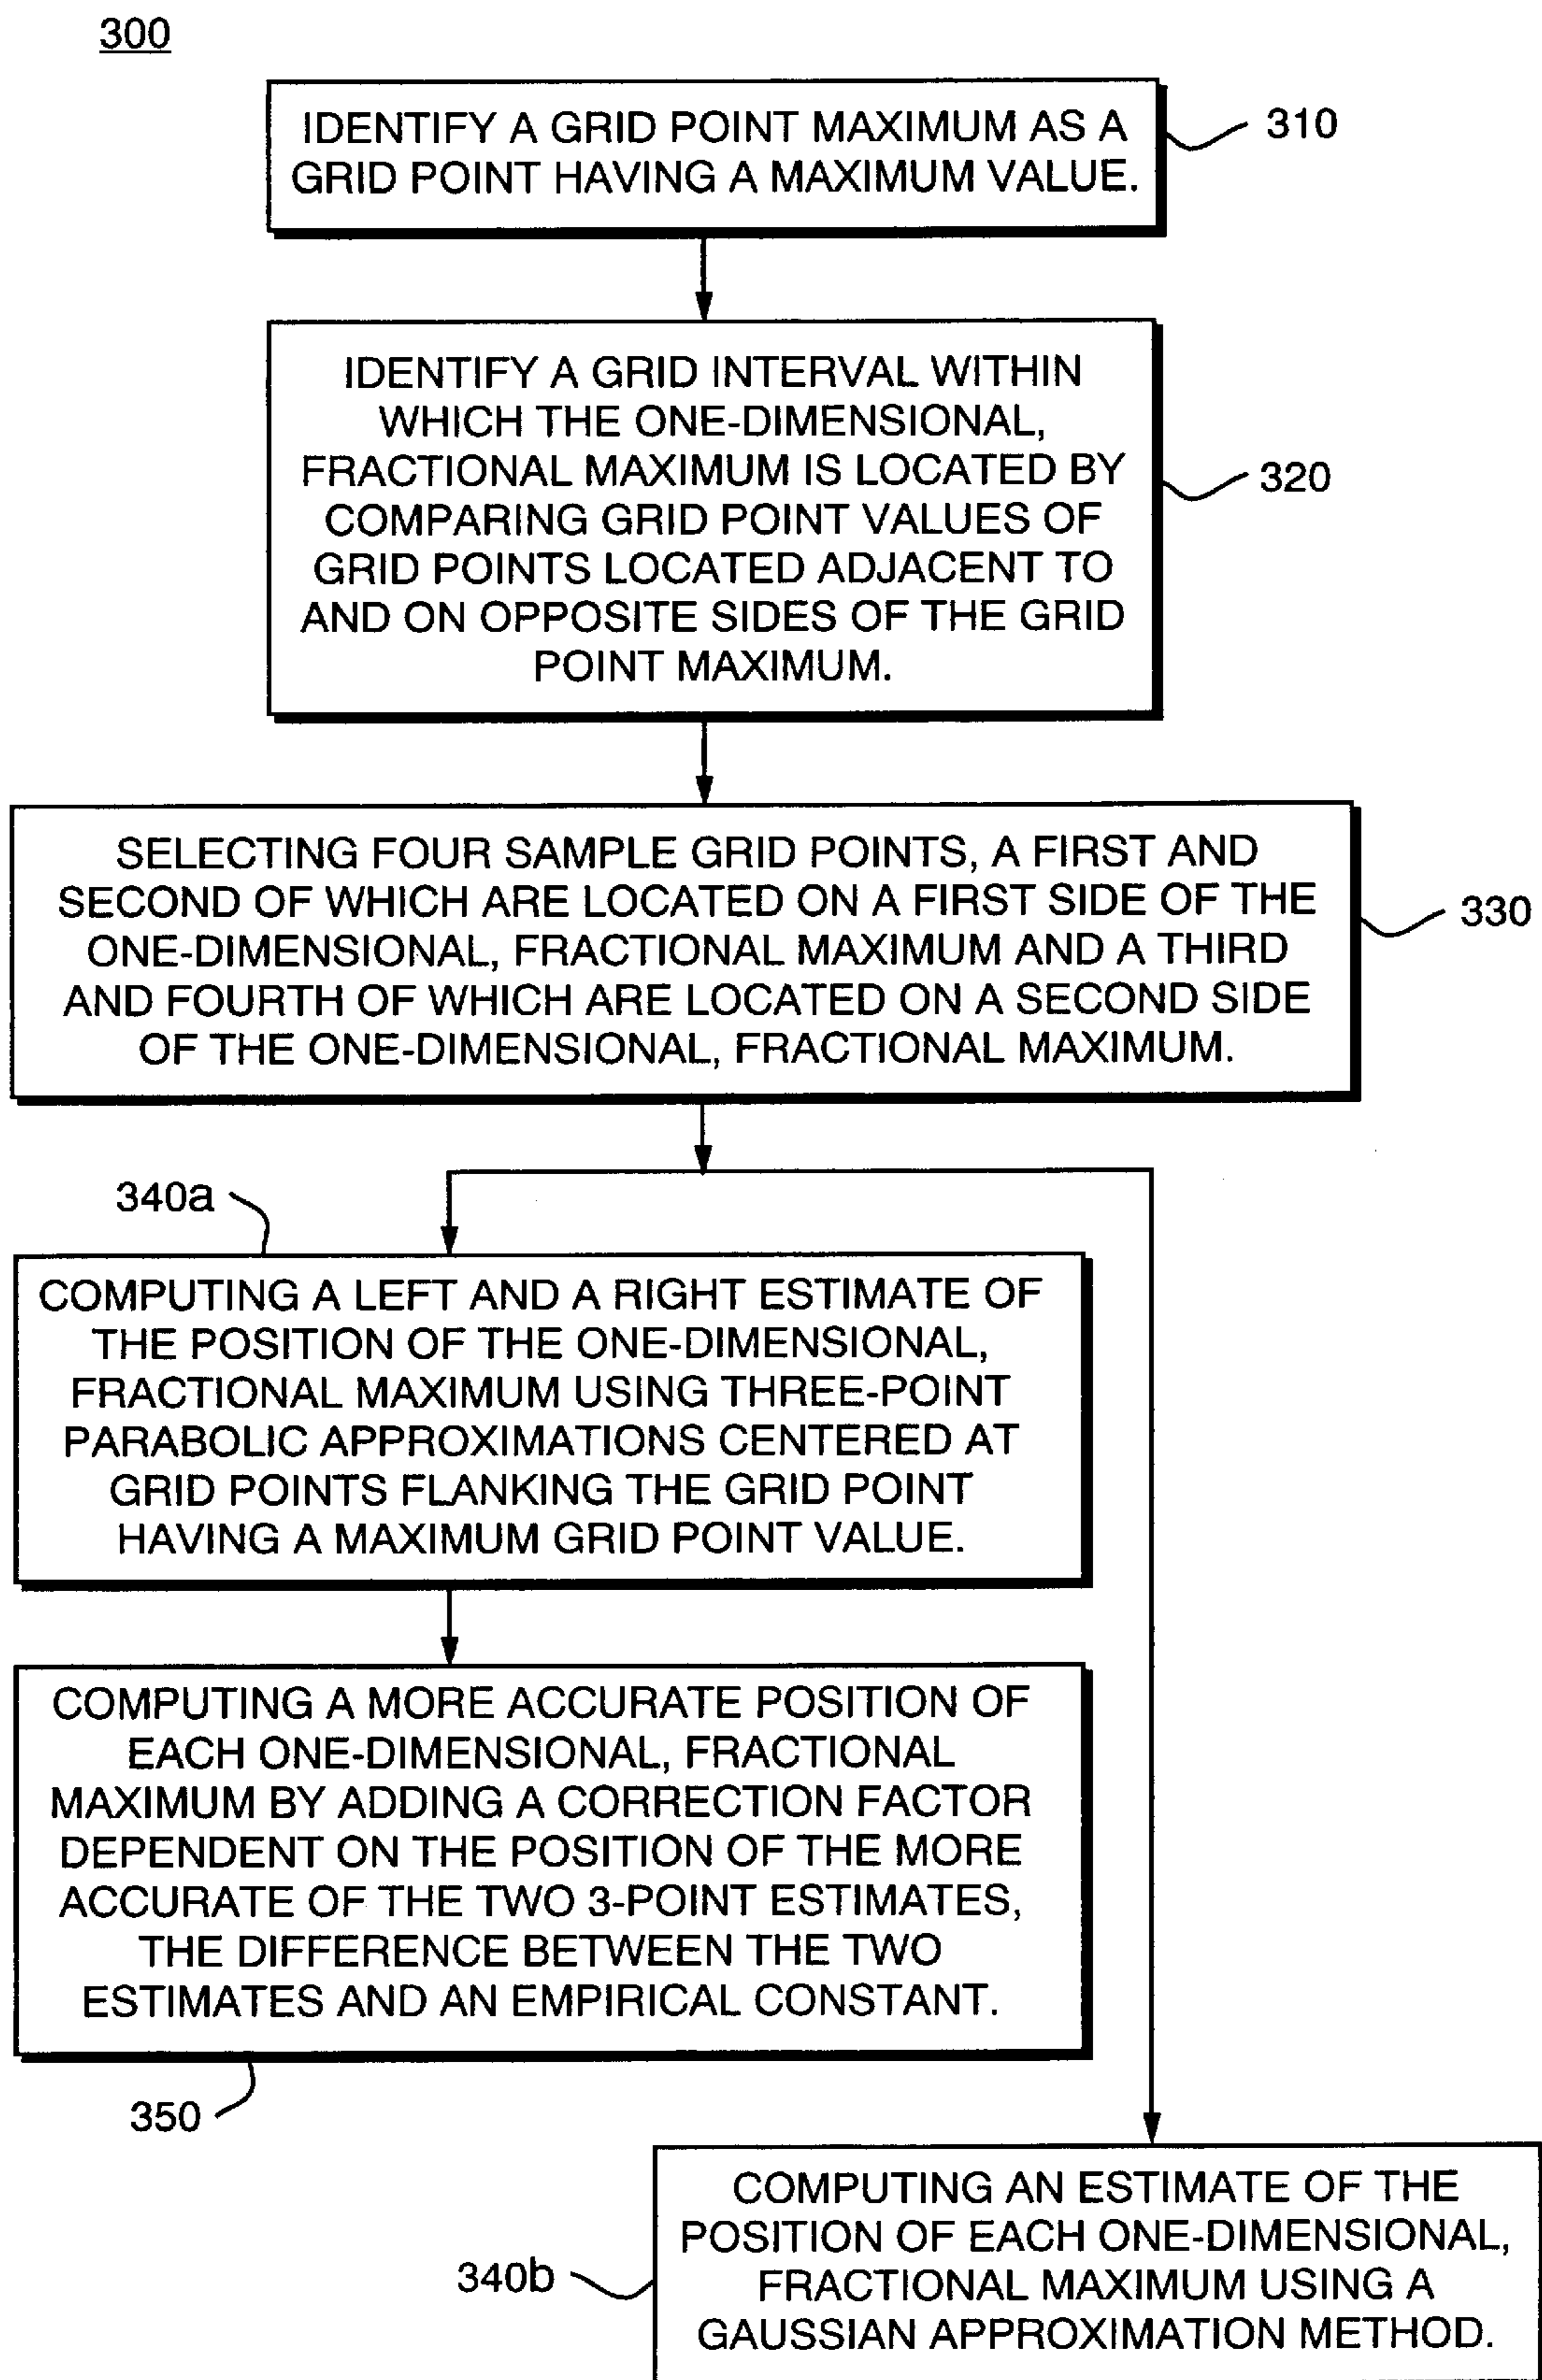 300
IDENTIFY A GRID POINT MAXIMUM AS A
GRID POINT HAVING A MAXIMUM VALUE.
310
IDENTIFY A GRID INTERVAL WITHIN
WHICH THE ONE-DIMENSIONAL,
FRACTIONAL MAXIMUM IS LOCATED BY
COMPARING GRID POINT VALUES OF
GRID POINTS LOCATED ADJACENT TO
AND ON OPPOSITE SIDES OF THE GRID
POINT MAXIMUM.
320
SELECTING FOUR SAMPLE GRID POINTS, A FIRST AND
SECOND OF WHICH ARE LOCATED ON A FIRST SIDE OF THE
ONE-DIMENSIONAL, FRACTIONAL MAXIMUM AND A THIRD
AND FOURTH OF WHICH ARE LOCATED ON A SECOND SIDE
OF THE ONE-DIMENSIONAL, FRACTIONAL MAXIMUM.
330
340a
COMPUTING A LEFT AND A RIGHT ESTIMATE OF
THE POSITION OF THE ONE-DIMENSIONAL,
FRACTIONAL MAXIMUM USING THREE-POINT
PARABOLIC APPROXIMATIONS CENTERED AT
GRID POINTS FLANKING THE GRID POINT
HAVING A MAXIMUM GRID POINT VALUE.
COMPUTING A MORE ACCURATE POSITION OF
EACH ONE-DIMENSIONAL, FRACTIONAL
MAXIMUM BY ADDING A CORRECTION FACTOR
DEPENDENT ON THE POSITION OF THE MORE
ACCURATE OF THE TWO 3-POINT ESTIMATES,
THE DIFFERENCE BETWEEN THE TWO
ESTIMATES AND AN EMPIRICAL CONSTANT.
350
COMPUTING AN ESTIMATE OF THE
POSITION OF EACH ONE-DIMENSIONAL,
FRACTIONAL MAXIMUM USING A
GAUSSIAN APPROXIMATION METHOD.
340b